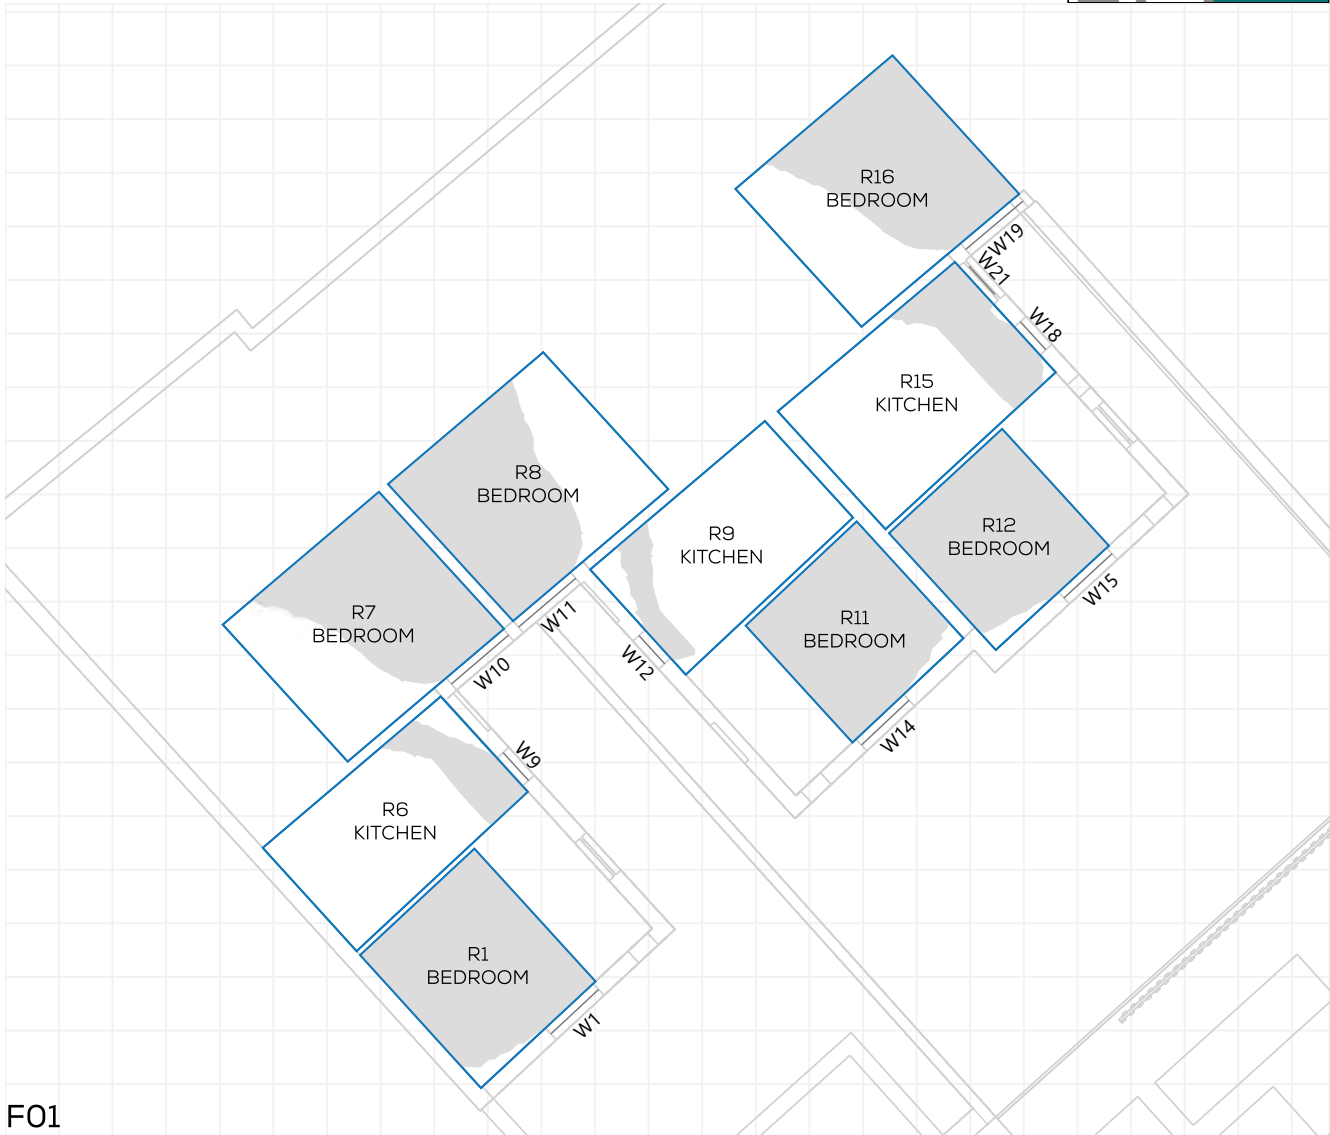 R16
BEDROOM
W19
W21
W18
R15
KITCHEN
R8
BEDROOM
R9
KITCHEN
R12
BEDROOM
W15
R7
BEDROOM
W11
R11
BEDROOM
W12
W10
W14
W9
R6
KITCHEN
R1
BEDROOM
W1
F01